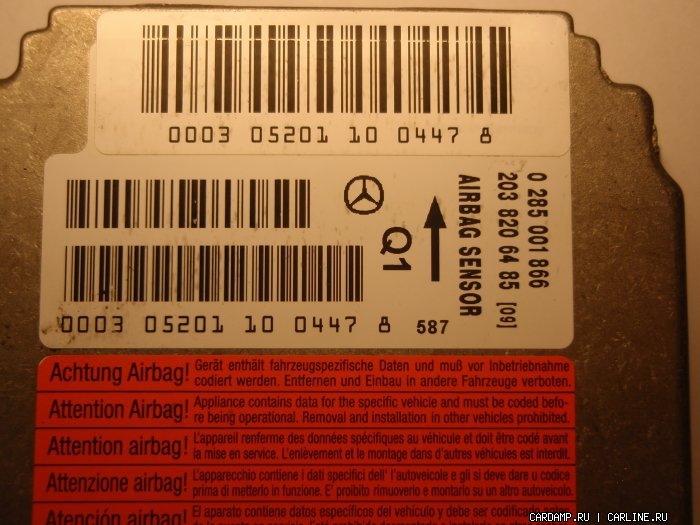 0003 05201 10 0447 8
0 285 001 866
203 820 64 85 [09]
AIRBAG SENSOR
Q1
0003 05201 10 0447 8 587
Achtung Airbag! Gerät enthält fahrzeugspezifische Daten und muß vor Inbetriebnahme
codiert werden. Entfernen und Einbau in andere Fahrzeuge verboten.
Attention Airbag! Appliance contains data for the specific vehicle and must be coded befo-
re being operational. Removal and installation in other vehicles prohibited.
Attention airbag! L'appareil renferme des données spécifiques au véhicule et doit être codé avant
la mise en service. L'enièvement et le montage dans d'autres véhicules est interdit.
Attenzione airbag! L'apparecchio contiene i dati specifici dell' l'autoveicole e gli si deve dare u codice
prima di metterlo in funzione. E' proibito rimuoverio e montarlo su un altro autoveicolo.
Atención airbag! El aparato contiene datos específicos del vehículo y debe ser codificado antes
CARDAMP.RU | CARLINE.RU